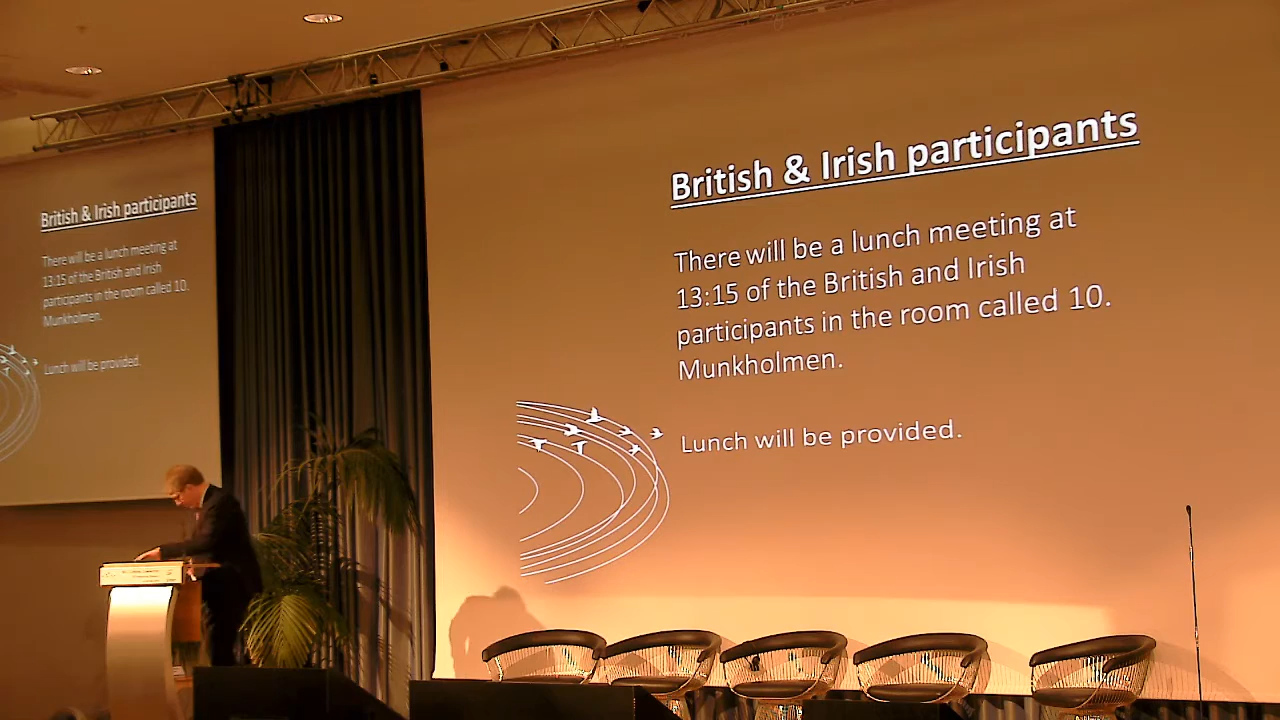 British & Irish participants
There will be a lunch meeting at
13:15 of the British and Irish
participants in the room called 10.
Munkholmen.
Lunch will be provided.
British & Irish participants
There will be a lunch meeting at
13:15 of the British and Irish
participants in the room called 10.
Munkholmen.
Lunch will be provided.